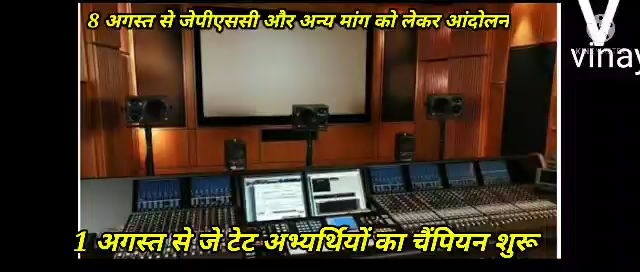 8 अगस्त से जेपीएससी और अन्य मांग को लेकर आंदोलन
V
vinay
1 अगस्त से जे टेट अभ्यर्थियों का चैंपियन शुरू